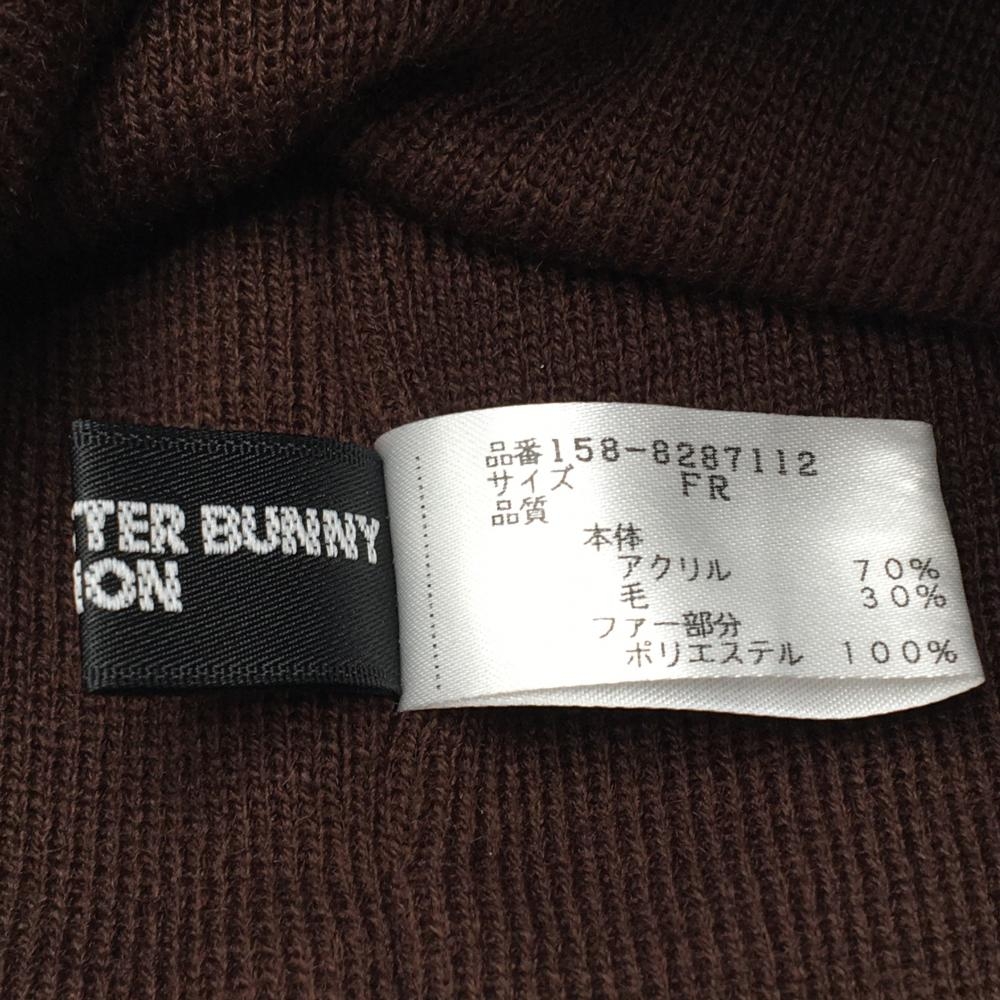 TER BUNNY
ION
品番158-8287112
サイズ FR
品質
本体
アクリル 70%
毛 30%
ファー部分
ポリエステル 100%